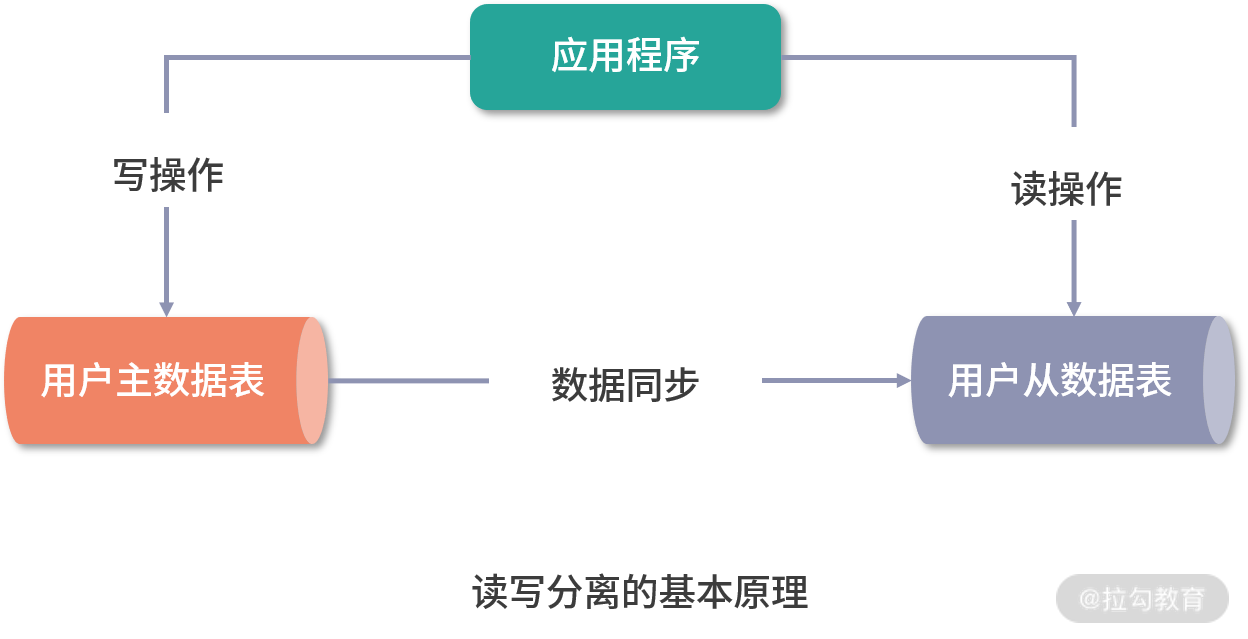 应用程序
写操作
读操作
用户主数据表
数据同步
用户从数据表
读写分离的基本原理
@拉勾教育